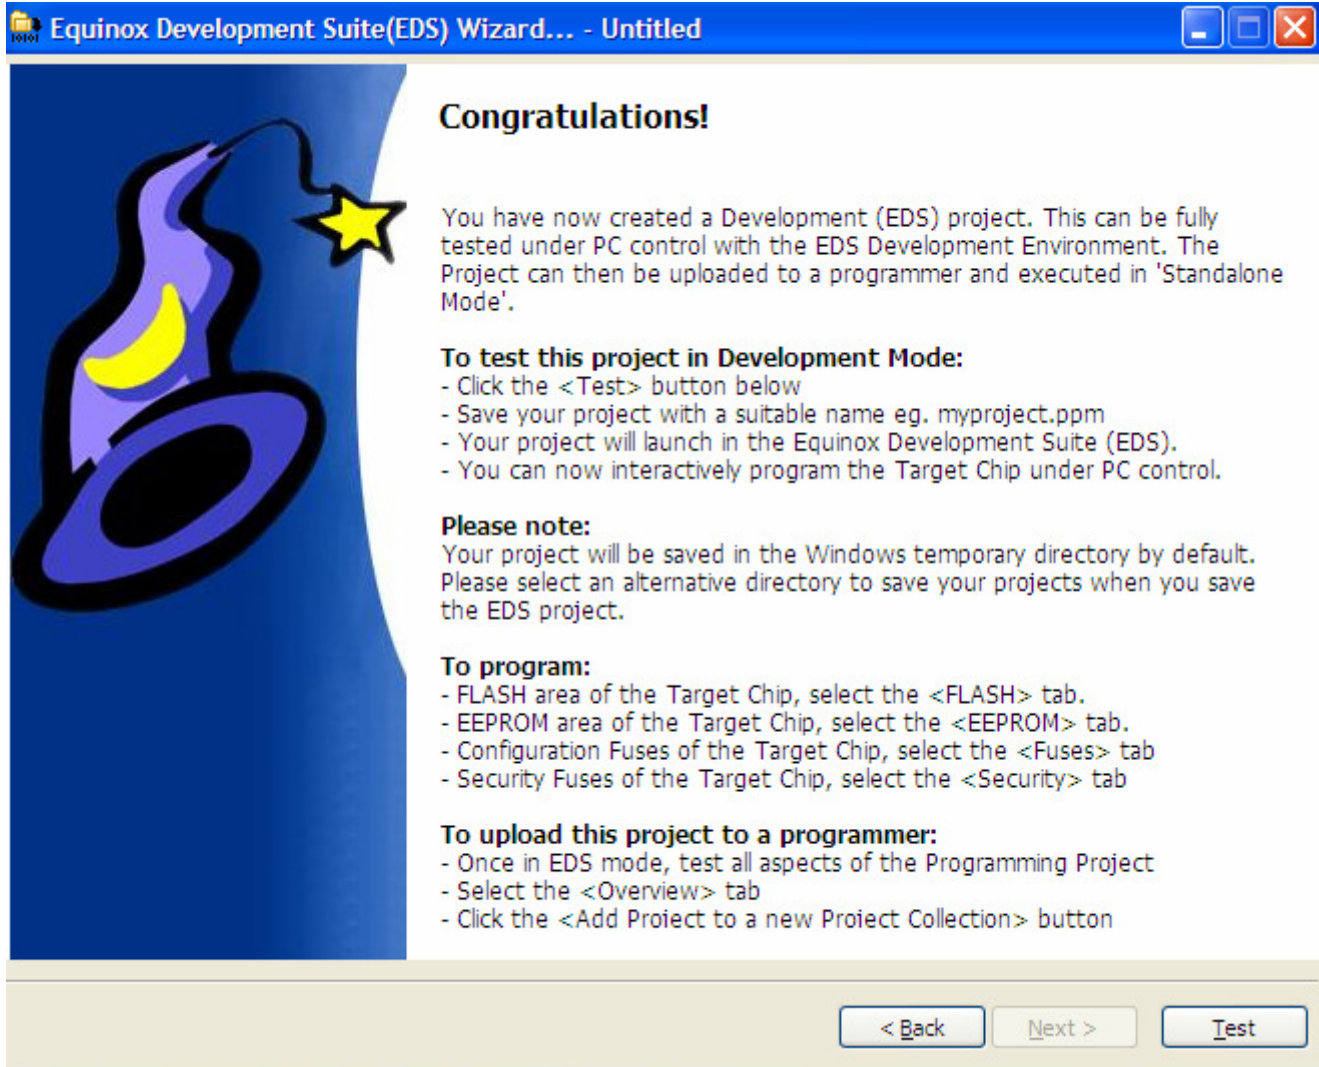 Equinox Development Suite(EDS) Wizard... - Untitled
Congratulations!
You have now created a Development (EDS) project. This can be fully
tested under PC control with the EDS Development Environment. The
Project can then be uploaded to a programmer and executed in 'Standalone
Mode'.
To test this project in Development Mode:
- Click the <Test> button below
- Save your project with a suitable name eg. myproject.ppm
- Your project will launch in the Equinox Development Suite (EDS).
- You can now interactively program the Target Chip under PC control.
Please note:
Your project will be saved in the Windows temporary directory by default.
Please select an alternative directory to save your projects when you save
the EDS project.
To program:
- FLASH area of the Target Chip, select the <FLASH> tab.
- EEPROM area of the Target Chip, select the <EEPROM> tab.
- Configuration Fuses of the Target Chip, select the <Fuses> tab
- Security Fuses of the Target Chip, select the <Security> tab
To upload this project to a programmer:
- Once in EDS mode, test all aspects of the Programming Project
- Select the <Overview> tab
- Click the <Add Project to a new Project Collection> button
< Back Next > Test